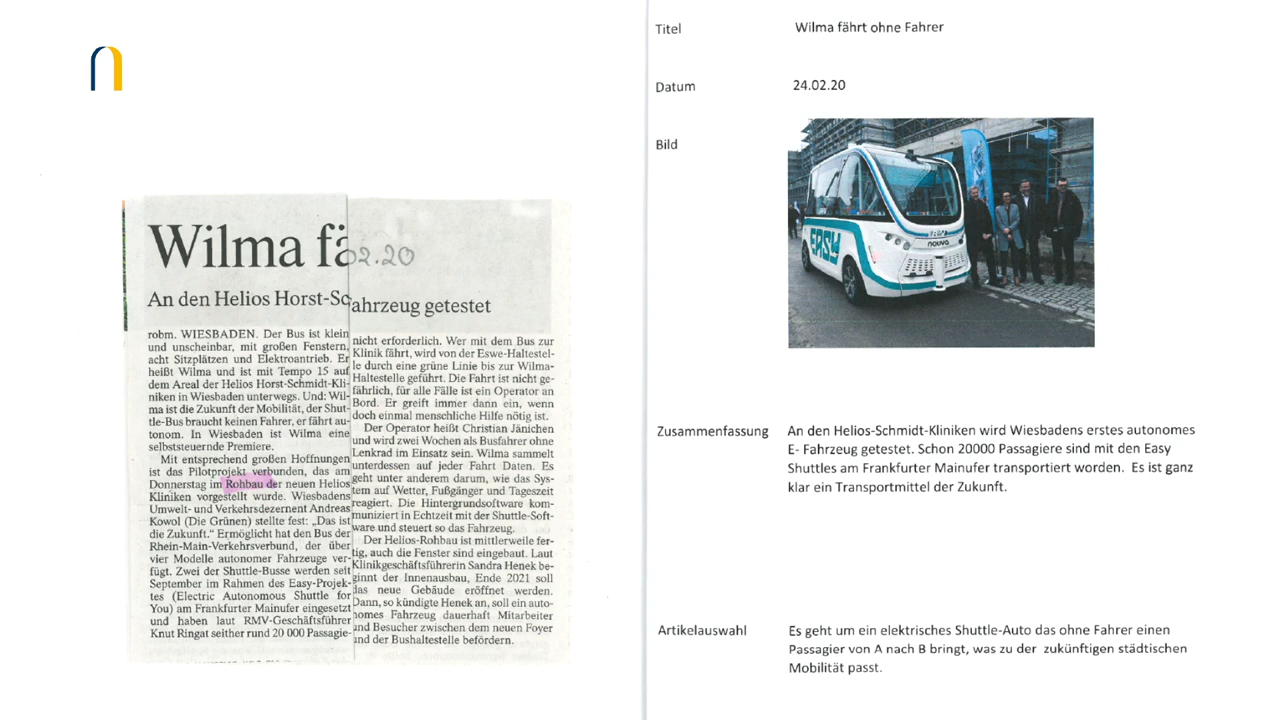 Wilma fä
02.20
An den Helios Horst-Sc
ahrzeug getestet
robm. WIESBADEN. Der Bus ist klein
und unscheinbar, mit großen Fenstern,
acht Sitzplätzen und Elektroantrieb. Er
heißt Wilma und ist mit Tempo 15 auf
dem Areal der Helios Horst-Schmidt-Kli-
niken in Wiesbaden unterwegs. Und: Wil-
ma ist die Zukunft der Mobilität, der Shut-
tle-Bus braucht keinen Fahrer, er fährt au-
tonom. In Wiesbaden ist Wilma eine
selbststeuernde Premiere.
Mit entsprechend großen Hoffnungen
ist das Pilotprojekt verbunden, das am
Donnerstag im Rohbau der neuen Helios
Kliniken vorgestellt wurde. Wiesbadens
Umwelt- und Verkehrsdezernent Andreas
Kowol (Die Grünen) stellte fest: „Das ist
die Zukunft.“ Ermöglicht hat den Bus der
Rhein-Main-Verkehrsverbund, der über
vier Modelle autonomer Fahrzeuge ver-
fügt. Zwei der Shuttle-Busse werden seit
September im Rahmen des Easy-Projek-
tes (Electric Autonomous Shuttle for
You) am Frankfurter Mainufer eingesetzt
und haben laut RMV-Geschäftsführer
Knut Ringat seither rund 20 000 Passagie-
nicht erforderlich. Wer mit dem Bus zur
Klinik fährt, wird von der Eswe-Haltestel-
le durch eine grüne Linie bis zur Wilma-
Haltestelle geführt. Die Fahrt ist nicht ge-
fährlich, für alle Fälle ist ein Operator an
Bord. Er greift immer dann ein, wenn
doch einmal menschliche Hilfe nötig ist.
Der Operator heißt Christian Jänichen
und wird zwei Wochen als Busfahrer ohne
Lenkrad im Einsatz sein. Wilma sammelt
unterdessen auf jeder Fahrt Daten. Es
geht unter anderem darum, wie das Sys-
tem auf Wetter, Fußgänger und Tageszeit
reagiert. Die Hintergrundsoftware kom-
muniziert in Echtzeit mit der Shuttle-Soft-
ware und steuert so das Fahrzeug.
Der Helios-Rohbau ist mittlerweile fer-
tig, auch die Fenster sind eingebaut. Laut
Klinikgeschäftsführerin Sandra Henek be-
ginnt der Innenausbau, Ende 2021 soll
das neue Gebäude eröffnet werden.
Dann, so kündigte Henek an, soll ein auto-
nomes Fahrzeug dauerhaft Mitarbeiter
und Besucher zwischen dem neuen Foyer
und der Bushaltestelle befördern.
Titel Wilma fährt ohne Fahrer
Datum 24.02.20
Bild
EASY
navya
Zusammenfassung An den Helios-Schmidt-Kliniken wird Wiesbadens erstes autonomes
E- Fahrzeug getestet. Schon 20000 Passagiere sind mit den Easy
Shuttles am Frankfurter Mainufer transportiert worden. Es ist ganz
klar ein Transportmittel der Zukunft.
Artikelauswahl Es geht um ein elektrisches Shuttle-Auto das ohne Fahrer einen
Passagier von A nach B bringt, was zu der zukünftigen städtischen
Mobilität passt.